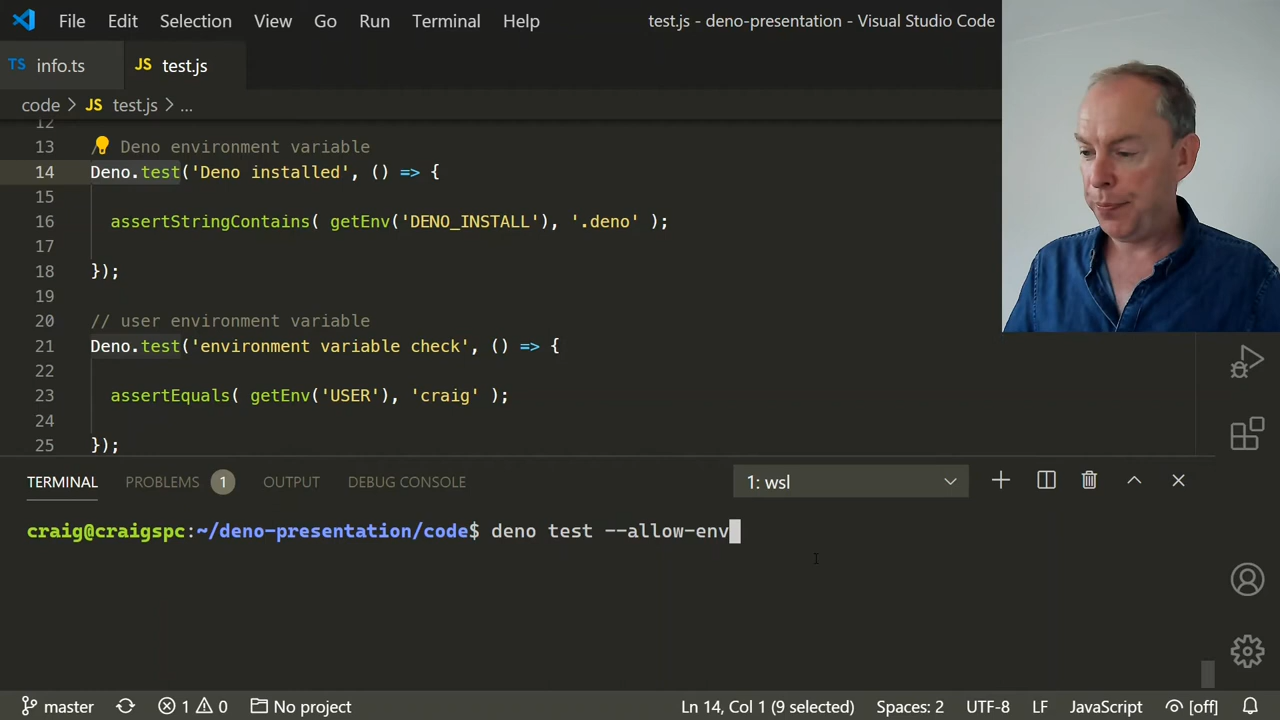 File Edit Selection View Go Run Terminal Help test.js - deno-presentation - Visual Studio Code
TS info.ts JS test.js
code > JS test.js > ...
12
13 // Deno environment variable
14 Deno.test('Deno installed', () => {
15
16 assertStringContains( getEnv('DENO_INSTALL'), '.deno' );
17
18 });
19
20 // user environment variable
21 Deno.test('environment variable check', () => {
22
23 assertEquals( getEnv('USER'), 'craig' );
24
25 });
TERMINAL PROBLEMS 1 OUTPUT DEBUG CONSOLE 1: wsl
craig@craigspc:~/deno-presentation/code$ deno test --allow-env
master 1 0 No project Ln 14, Col 1 (9 selected) Spaces: 2 UTF-8 LF JavaScript [off]